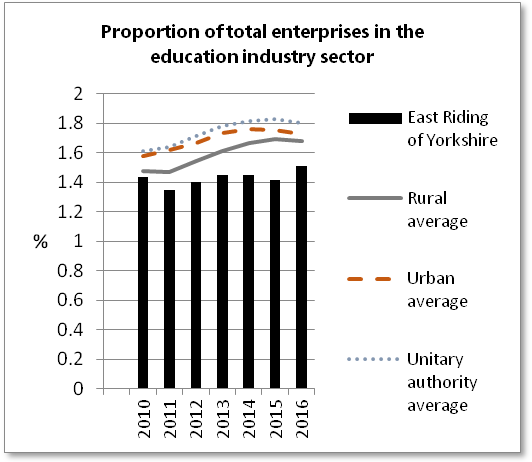 Proportion of total enterprises in the
education industry sector
2
1.8
1.6
1.4
1.2
1
0.8
0.6
0.4
0.2
0
%
2010
2011
2012
2013
2014
2015
2016
East Riding
of Yorkshire
Rural
average
Urban
average
Unitary
authority
average